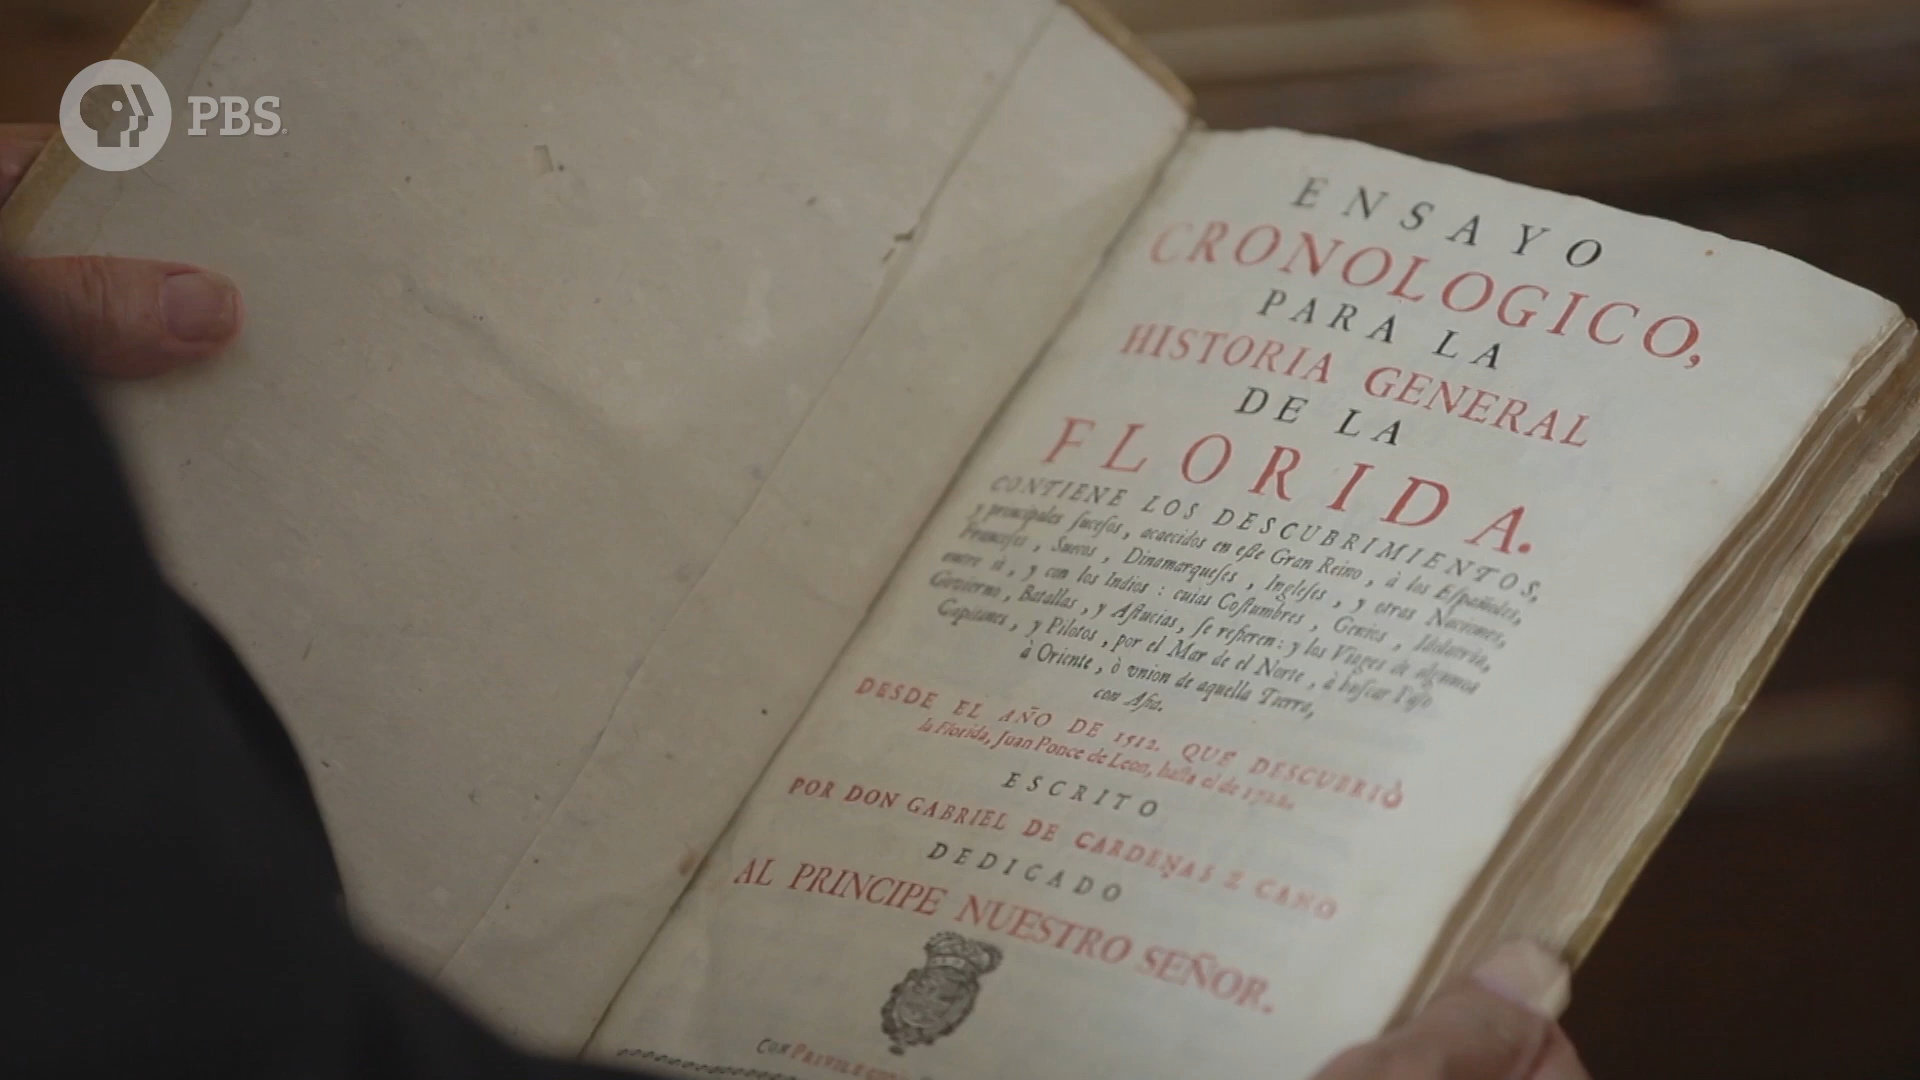 PBS.
ENSAYO
CRONOLOGICO,
PARA LA
HISTORIA GENERAL
DE LA
FLORIDA.
CONTIENE LOS DESCUBRIMIENTOS,
y principales ſuceſos, acaecidos en eſte Gran Reino, à los Eſpañoles,
Franceſes, Suecos, Dinamarqueſes, Ingleſes, y otras Naciones,
entre sì, y con los Indios: cuias Coſtumbres, Genios, Idolatria,
Govierno, Batallas, y Aſtucias, ſe refieren: y los Viages de algunos
Capitanes, y Pilotos, por el Mar de el Norte, à buſcar Paſo
à Oriente, ò vnion de aquella Tierra,
con Aſia.
DESDE EL AÑO DE 1512. QUE DESCUBRIÒ
la Florida, Juan Ponce de Leon, haſta el de 1722.
ESCRITO
POR DON GABRIEL DE CARDENAS Z CANO
DEDICADO
AL PRINCIPE NUESTRO SEÑOR.
CON